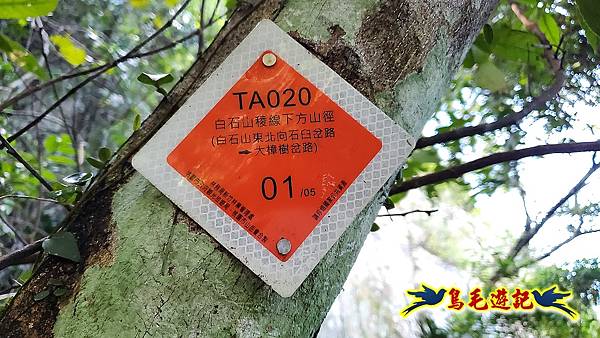 TA020
白石山稜線下方山徑
(白石山東北向石臼岔路
➡大樟樹岔路)
01/05
鳥毛遊記